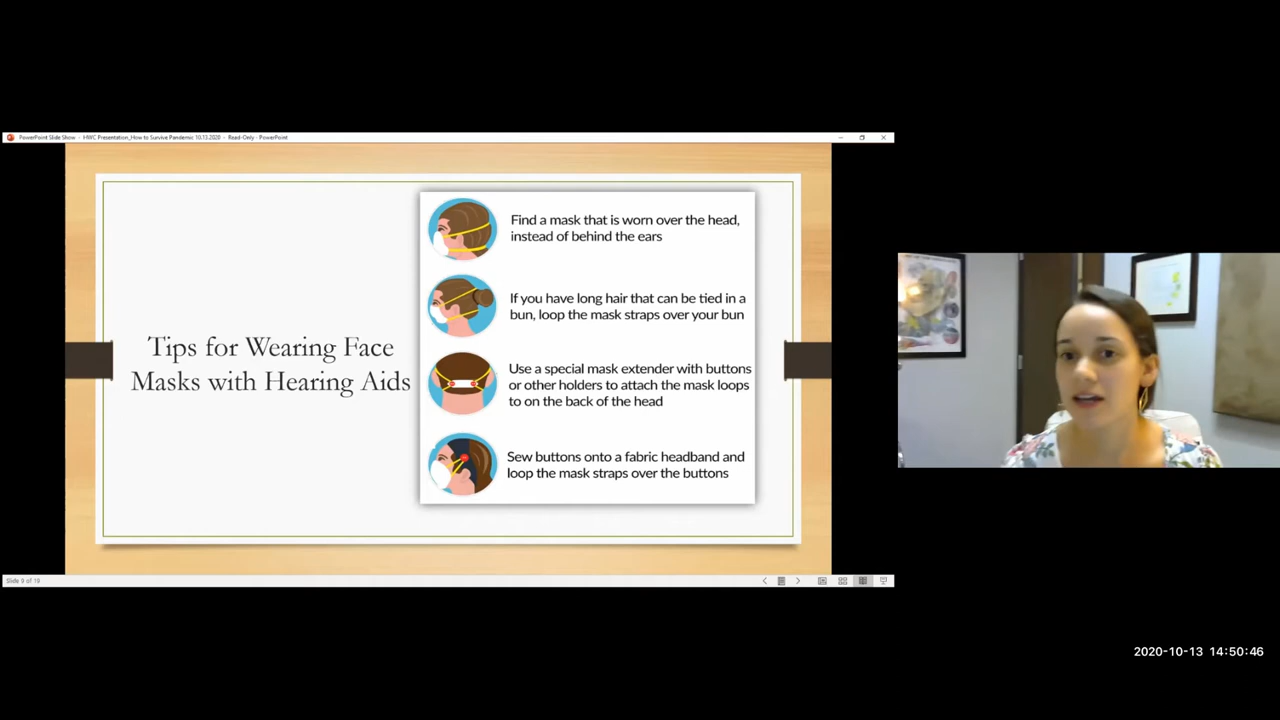 PowerPoint Slide Show - HWC Presentation_How to Survive Pandemic 10.13.2020 - Read-Only - PowerPoint
Tips for Wearing Face
Masks with Hearing Aids
Find a mask that is worn over the head,
instead of behind the ears
If you have long hair that can be tied in a
bun, loop the mask straps over your bun
Use a special mask extender with buttons
or other holders to attach the mask loops
to on the back of the head
Sew buttons onto a fabric headband and
loop the mask straps over the buttons
Slide 9 of 19
2020-10-13 14:50:46